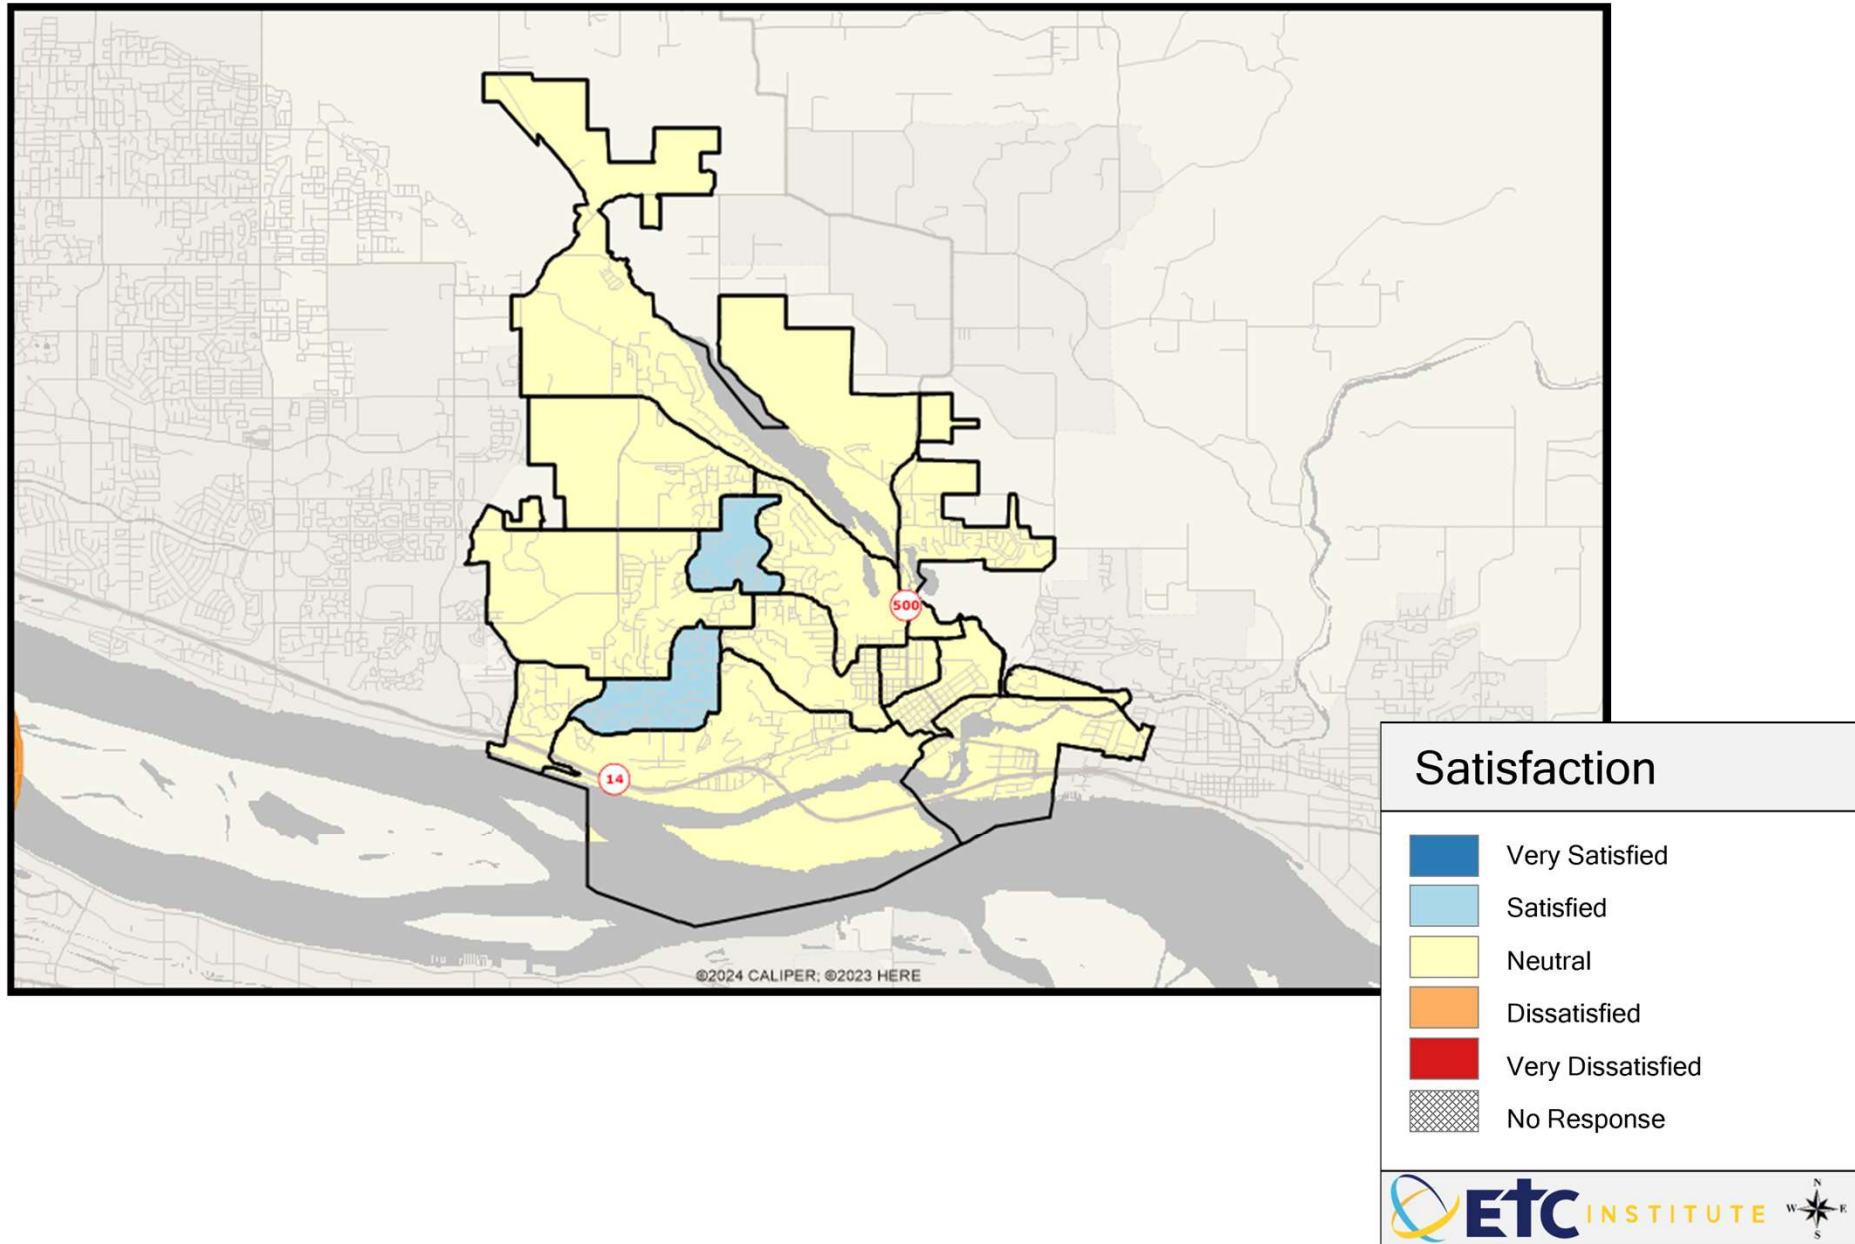 500
14
©2024 CALIPER; ©2023 HERE
Satisfaction
Very Satisfied
Satisfied
Neutral
Dissatisfied
Very Dissatisfied
No Response
ETC INSTITUTE
N
W E
S